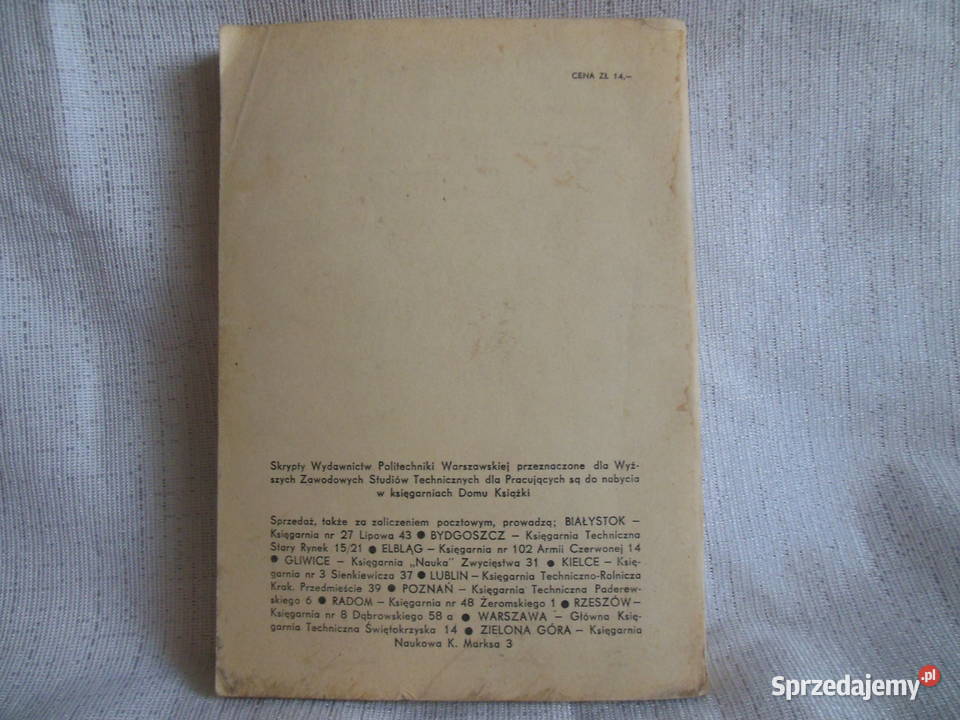 CENA ZŁ 14,–
Skrypty Wydawnictw Politechniki Warszawskiej przeznaczone dla Wyż-
szych Zawodowych Studiów Technicznych dla Pracujących są do nabycia
w księgarniach Domu Książki
Sprzedaż, także za zaliczeniem pocztowym, prowadzą; BIAŁYSTOK –
Księgarnia nr 27 Lipowa 43 ● BYDGOSZCZ – Księgarnia Techniczna
Stary Rynek 15/21 ● ELBLĄG – Księgarnia nr 102 Armii Czerwonej 14
● GLIWICE – Księgarnia „Nauka” Zwycięstwa 31 ● KIELCE – Księ-
garnia nr 3 Sienkiewicza 37 ● LUBLIN – Księgarnia Techniczno-Rolnicza
Krak. Przedmieście 39 ● POZNAŃ – Księgarnia Techniczna Paderew-
skiego 6 ● RADOM – Księgarnia nr 48 Żeromskiego 1 ● RZESZÓW–
Księgarnia nr 8 Dąbrowskiego 58 a ● WARSZAWA – Główna Księ-
garnia Techniczna Świętokrzyska 14 ● ZIELONA GÓRA – Księgarnia
Naukowa K. Marksa 3
Sprzedajemy.pl